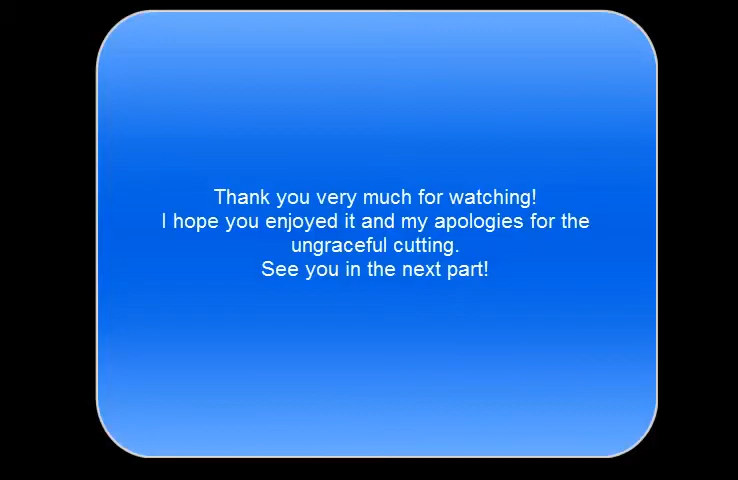 Thank you very much for watching!
I hope you enjoyed it and my apologies for the
ungraceful cutting.
See you in the next part!